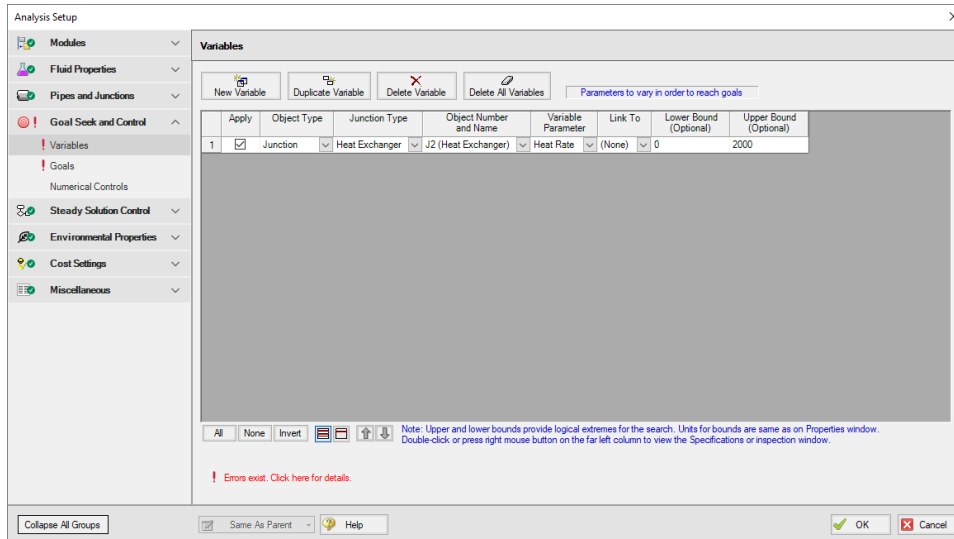 Analysis Setup
Modules
Fluid Properties
Pipes and Junctions
Goal Seek and Control
Variables
Goals
Numerical Controls
Steady Solution Control
Environmental Properties
Cost Settings
Miscellaneous
Collapse All Groups
Variables
New Variable Duplicate Variable Delete Variable Delete All Variables Parameters to vary in order to reach goals
Apply Object Type Junction Type Object Number and Name Variable Parameter Link To Lower Bound (Optional) Upper Bound (Optional)
1 Junction Heat Exchanger J2 (Heat Exchanger) Heat Rate (None) 0 2000
All None Invert
Note: Upper and lower bounds provide logical extremes for the search. Units for bounds are same as on Properties window.
Double-click or press right mouse button on the far left column to view the Specifications or inspection window.
Errors exist. Click here for details.
Same As Parent Help OK Cancel